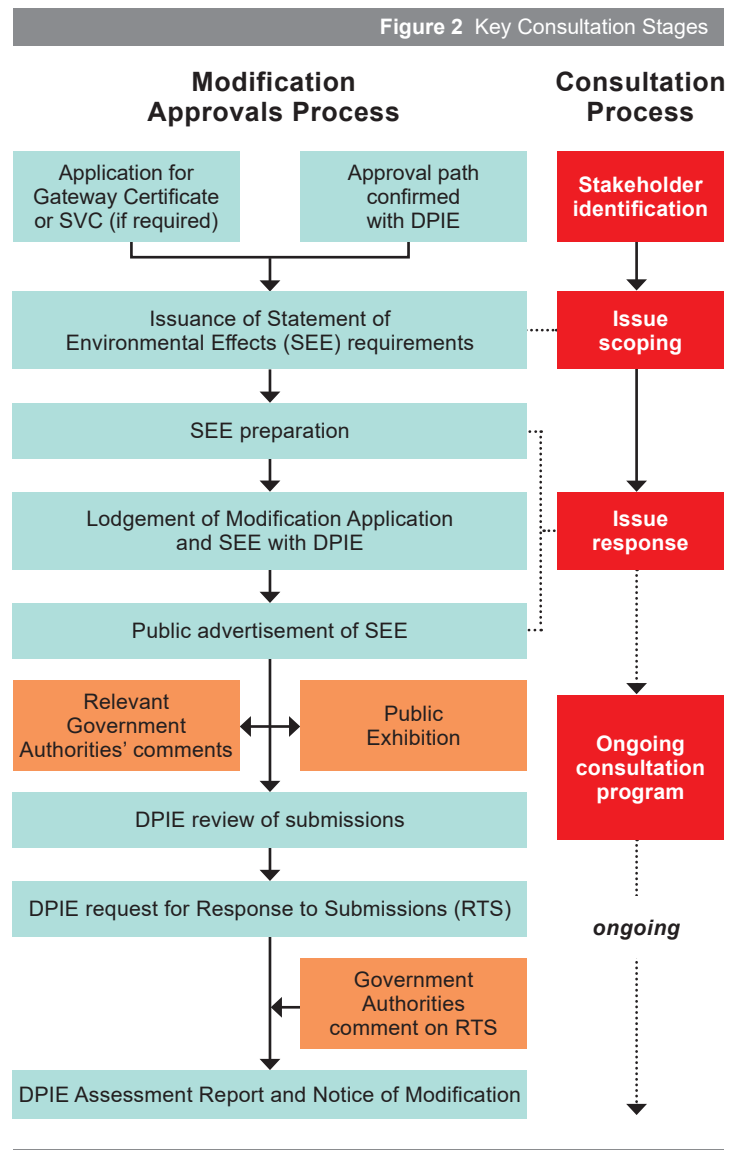 Figure 2 Key Consultation Stages
Modification
Approvals Process
Consultation
Process
Application for
Gateway Certificate
or SVC (if required)
Approval path
confirmed
with DPIE
Stakeholder
identification
Issuance of Statement of
Environmental Effects (SEE) requirements
Issue
scoping
SEE preparation
Lodgement of Modification Application
and SEE with DPIE
Issue
response
Public advertisement of SEE
Relevant
Government
Authorities’ comments
Public
Exhibition
Ongoing
consultation
program
DPIE review of submissions
DPIE request for Response to Submissions (RTS)
ongoing
Government
Authorities
comment on RTS
DPIE Assessment Report and Notice of Modification